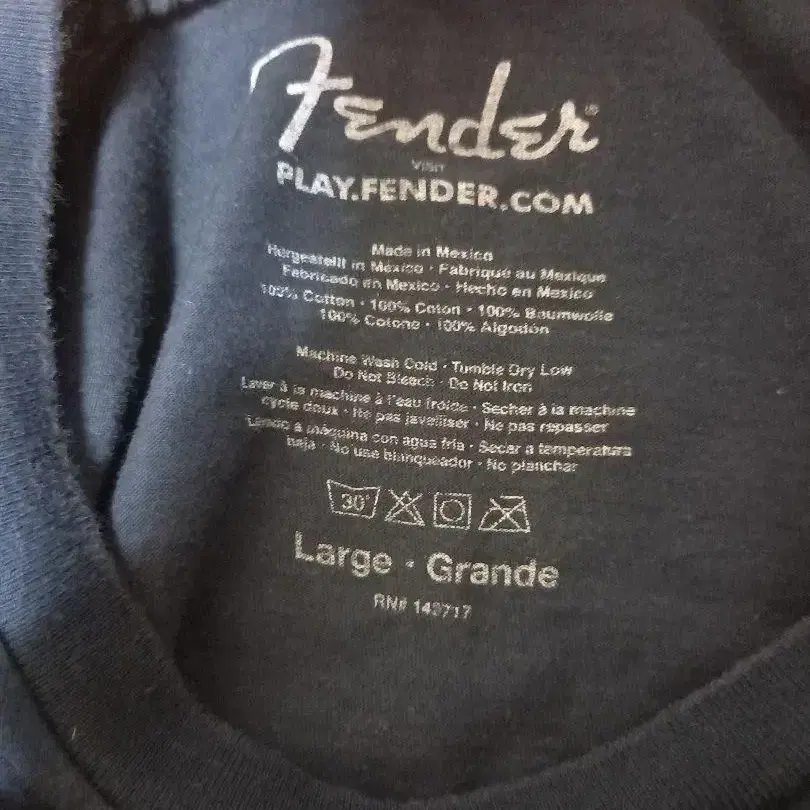 Fender®
VISIT
PLAY.FENDER.COM
Made in Mexico
Hergestellt in Mexico · Fabriqué au Mexique
Fabricado en Mexico · Hecho en Mexico
100% Cotton · 100% Coton · 100% Baumwolle
100% Cotone · 100% Algodón
Machine Wash Cold · Tumble Dry Low
Do Not Bleach · Do Not Iron
Laver à la machine à l'eau froide · Secher à la machine
cycle doux · Ne pas javelliser · Ne pas repasser
a máquina con agua fria · Secar a temperatura
baja · No use blanqueador · No planchar
30°
Large · Grande
RN# 143717